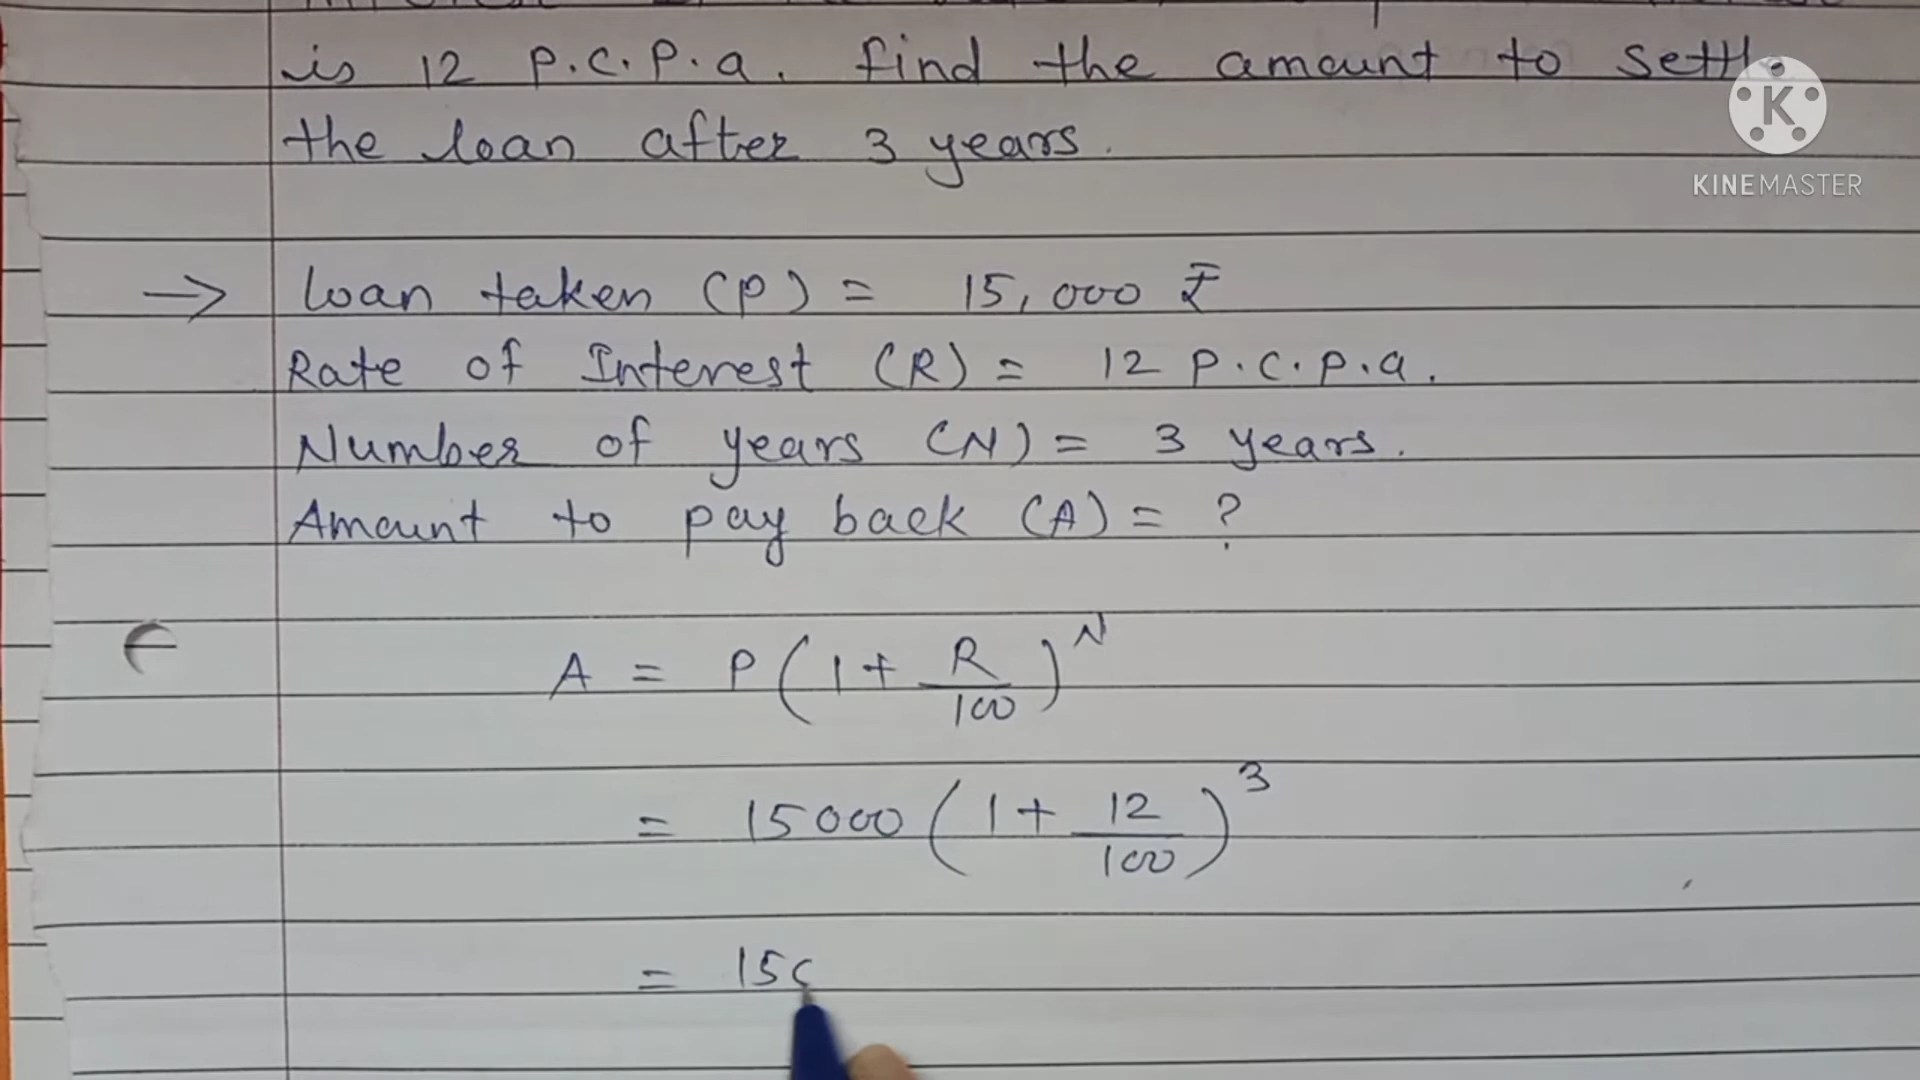 is 12 P.C.P.a. find the amount to settle
the loan after 3 years.
KINEMASTER
→ Loan taken (P) = 15,000 ₹
Rate of Interest (R) = 12 P.C.P.a.
Number of years (N) = 3 years.
Amount to pay back (A) = ?
A = P(1 + R/100)^N
= 15000(1 + 12/100)^3
= 150